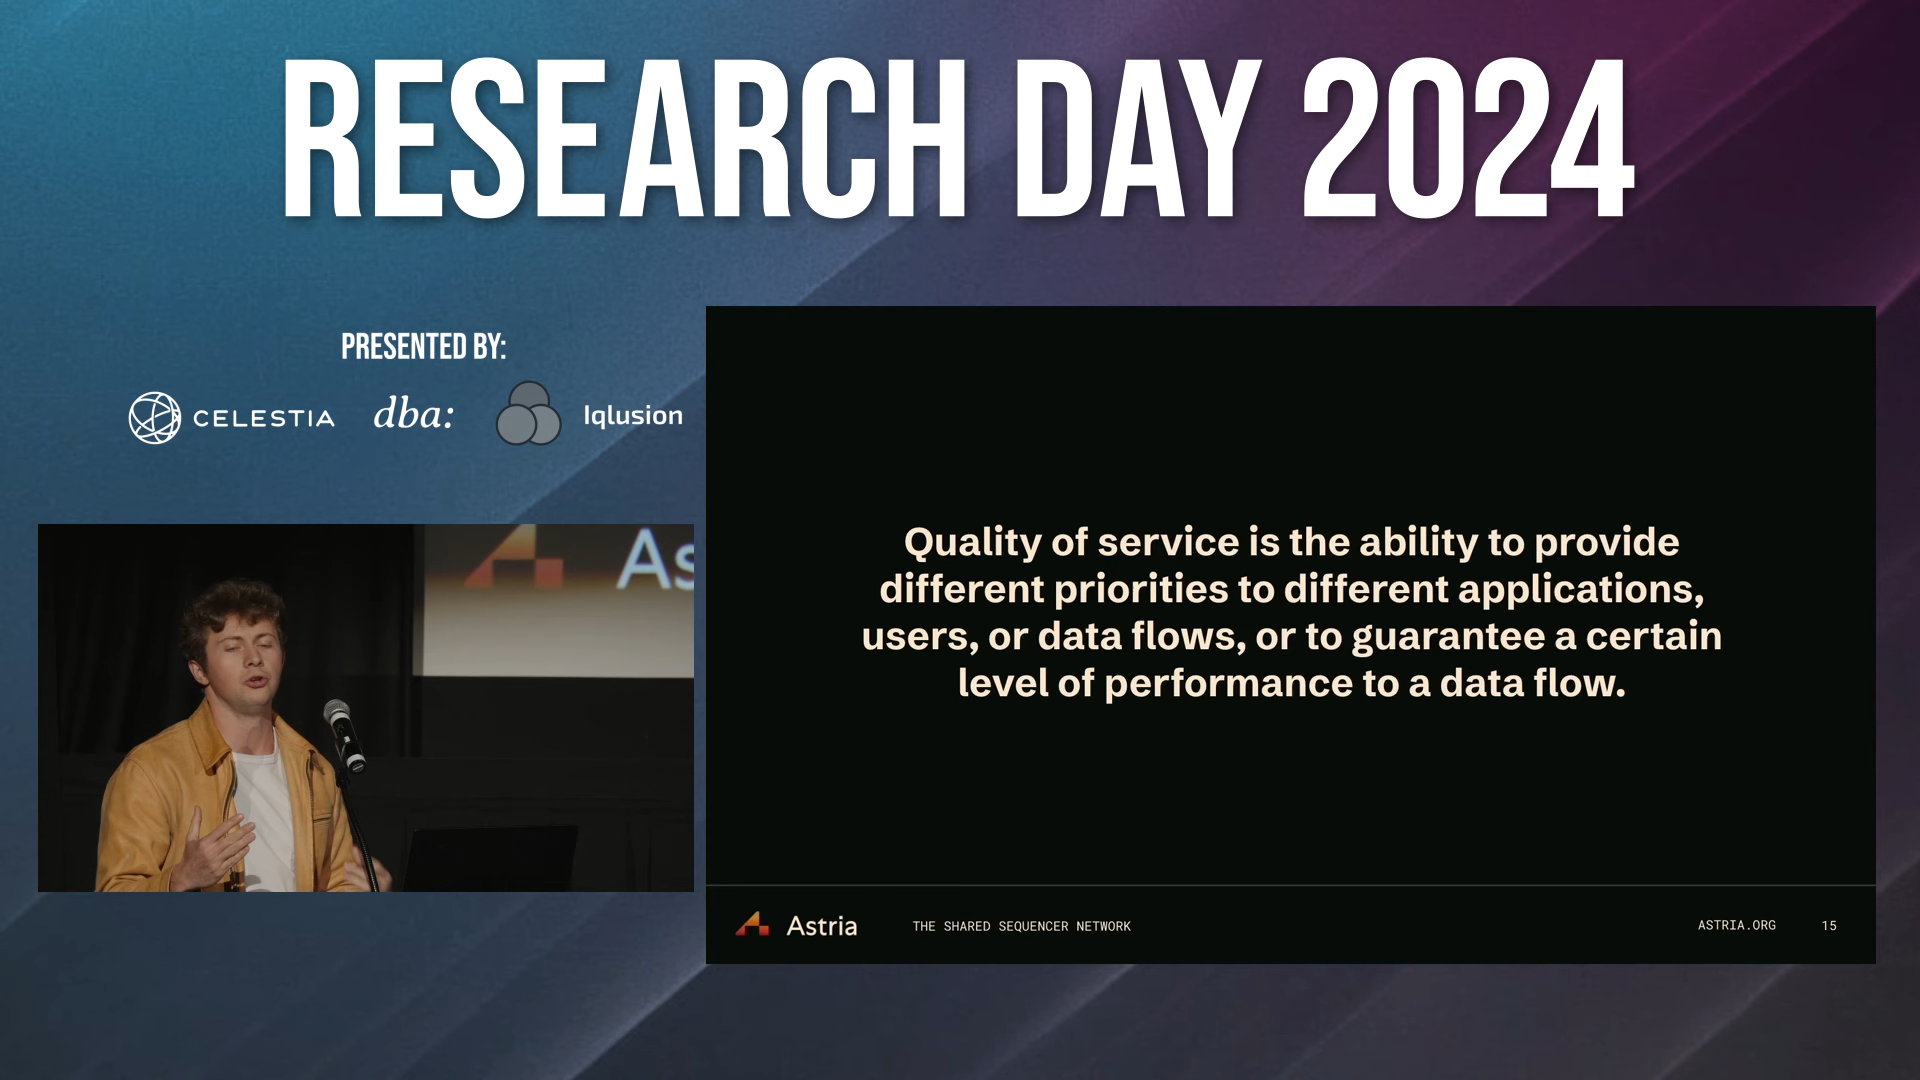 RESEARCH DAY 2024
PRESENTED BY:
CELESTIA
dba:
Iqlusion
As
Quality of service is the ability to provide
different priorities to different applications,
users, or data flows, or to guarantee a certain
level of performance to a data flow.
Astria
THE SHARED SEQUENCER NETWORK
ASTRIA.ORG
15